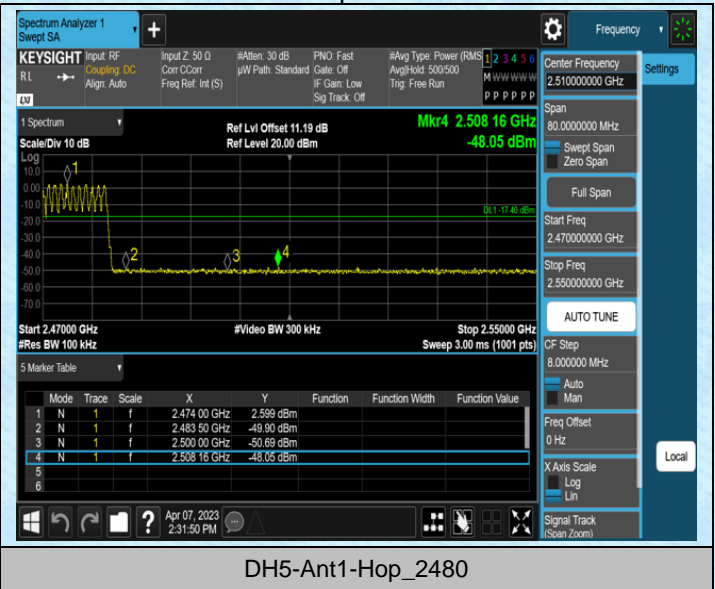 Spectrum Analyzer 1
Swept SA
Frequency
KEYSIGHT
RL
LXI
Input: RF
Coupling: DC
Align: Auto
Input Z: 50 Ω
Corr CCorr
Freq Ref: Int (S)
#Atten: 30 dB
µW Path: Standard
PNO: Fast
Gate: Off
IF Gain: Low
Sig Track: Off
#Avg Type: Power (RMS
Avg|Hold: 500/500
Trig: Free Run
1 2 3 4 5 6
M W W W W W
P P P P P P
1 Spectrum
Scale/Div 10 dB
Ref Lvl Offset 11.19 dB
Ref Level 20.00 dBm
Mkr4 2.508 16 GHz
-48.05 dBm
Log
10.0
0.00
-10.0
-20.0
-30.0
-40.0
-50.0
-60.0
-70.0
1
2
3
4
DL1 -17.40 dBm
Start 2.47000 GHz
#Video BW 300 kHz
Stop 2.55000 GHz
#Res BW 100 kHz
Sweep 3.00 ms (1001 pts)
5 Marker Table
Mode Trace Scale X Y Function Function Width Function Value
1 N 1 f 2.474 00 GHz 2.599 dBm
2 N 1 f 2.483 50 GHz -49.90 dBm
3 N 1 f 2.500 00 GHz -50.69 dBm
4 N 1 f 2.508 16 GHz -48.05 dBm
5
6
?
Apr 07, 2023
2:31:50 PM
Center Frequency
2.510000000 GHz
Settings
Span
80.0000000 MHz
Swept Span
Zero Span
Full Span
Start Freq
2.470000000 GHz
Stop Freq
2.550000000 GHz
AUTO TUNE
CF Step
8.000000 MHz
Auto
Man
Freq Offset
0 Hz
X Axis Scale
Log
Lin
Local
Signal Track
(Span Zoom)
DH5-Ant1-Hop_2480